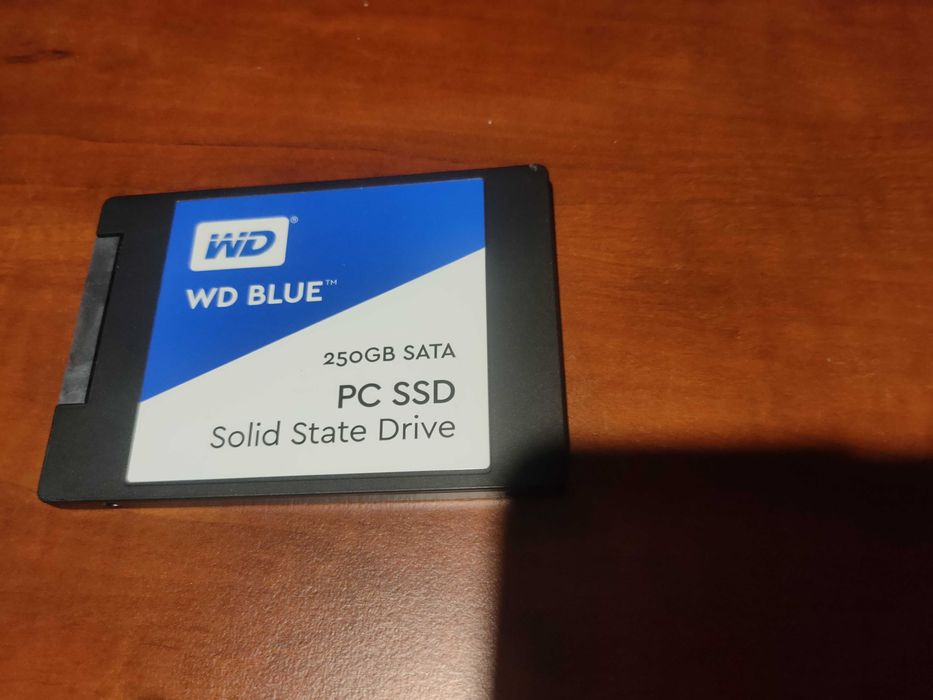 WD®
WD BLUE™
250GB SATA
PC SSD
Solid State Drive